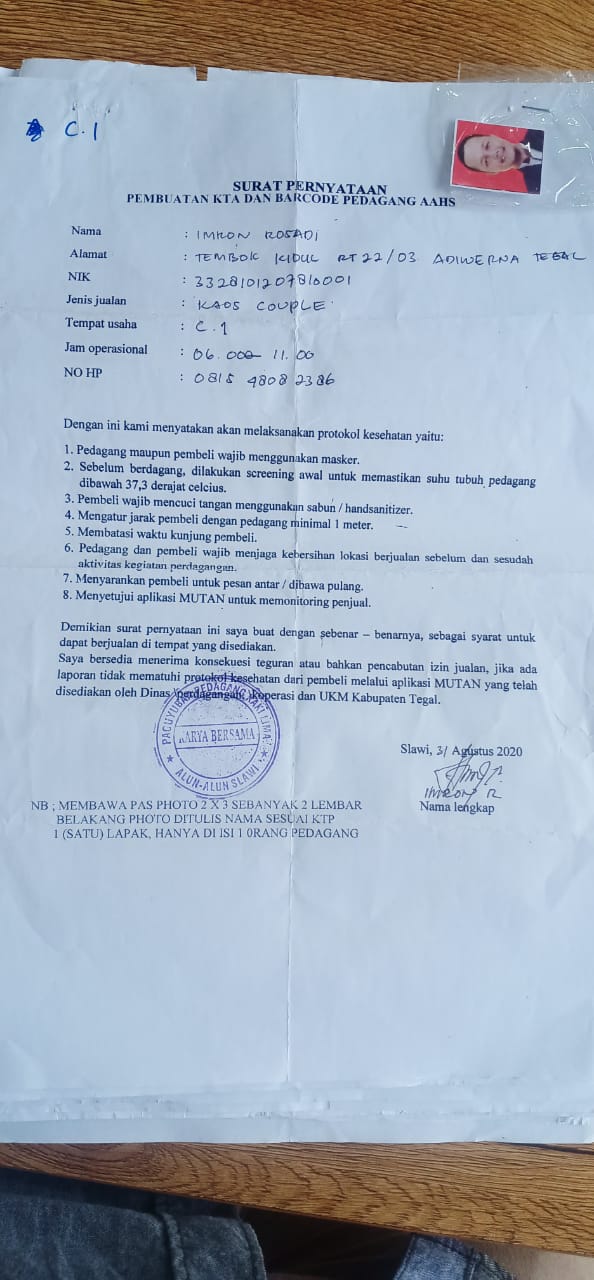 C.1
SURAT PERNYATAAN
PEMBUATAN KTA DAN BARCODE PEDAGANG AAHS
Nama : IMRON ROSADI
Alamat : TEMBOK KIDUL RT 22/03 ADIWERNA TEGAL
NIK : 3328101207810001
Jenis jualan : KAOS COUPLE
Tempat usaha : C.1
Jam operasional : 06.00 - 11.00
NO HP : 0815 4808 2386
Dengan ini kami menyatakan akan melaksanakan protokol kesehatan yaitu:
1. Pedagang maupun pembeli wajib menggunakan masker.
2. Sebelum berdagang, dilakukan screening awal untuk memastikan suhu tubuh pedagang
dibawah 37,3 derajat celcius.
3. Pembeli wajib mencuci tangan menggunakan sabun / handsanitizer.
4. Mengatur jarak pembeli dengan pedagang minimal 1 meter.
5. Membatasi waktu kunjung pembeli.
6. Pedagang dan pembeli wajib menjaga kebersihan lokasi berjualan sebelum dan sesudah
aktivitas kegiatan perdagangan.
7. Menyarankan pembeli untuk pesan antar / dibawa pulang.
8. Menyetujui aplikasi MUTAN untuk memonitoring penjual.
Demikian surat pernyataan ini saya buat dengan sebenar – benarnya, sebagai syarat untuk
dapat berjualan di tempat yang disediakan.
Saya bersedia menerima konsekuesi teguran atau bahkan pencabutan izin jualan, jika ada
laporan tidak mematuhi protokol kesehatan dari pembeli melalui aplikasi MUTAN yang telah
disediakan oleh Dinas perdagangan, koperasi dan UKM Kabupaten Tegal.
PAGUYUBAN PEDAGANG KAKI LIMA
KARYA BERSAMA
ALUN-ALUN SLAWI
Slawi, 31 Agustus 2020
IMRON R
Nama lengkap
NB ; MEMBAWA PAS PHOTO 2 X 3 SEBANYAK 2 LEMBAR
BELAKANG PHOTO DITULIS NAMA SESUAI KTP
1 (SATU) LAPAK, HANYA DI ISI 1 0RANG PEDAGANG